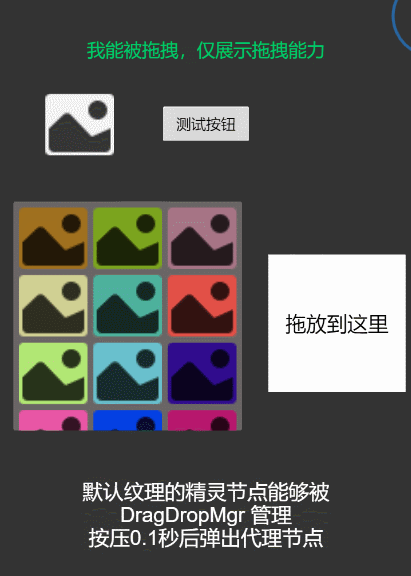 我能被拖拽，仅展示拖拽能力
测试按钮
拖放到这里
默认纹理的精灵节点能够被
DragDropMgr 管理
按压0.1秒后弹出代理节点